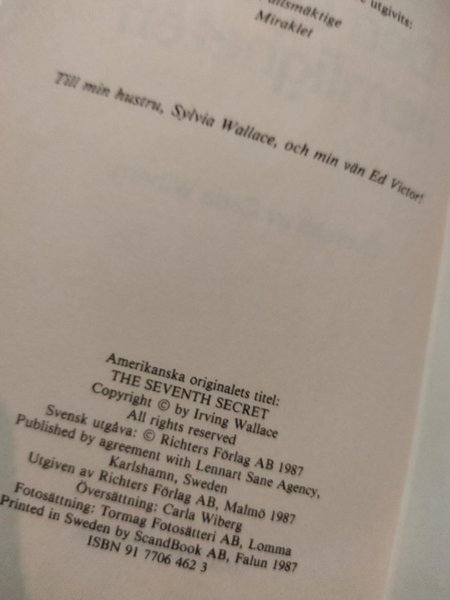 utgivits:
Miraklet
Till min hustru, Sylvia Wallace, och min vän Ed Victor!
Amerikanska originalets titel:
THE SEVENTH SECRET
Copyright © by Irving Wallace
All rights reserved
Svensk utgåva: © Richters Förlag AB 1987
Published by agreement with Lennart Sane Agency,
Karlshamn, Sweden
Utgiven av Richters Förlag AB, Malmö 1987
Översättning: Carla Wiberg
Fotosättning: Tormag Fotosätteri AB, Lomma
Printed in Sweden by ScandBook AB, Falun 1987
ISBN 91 7706 462 3